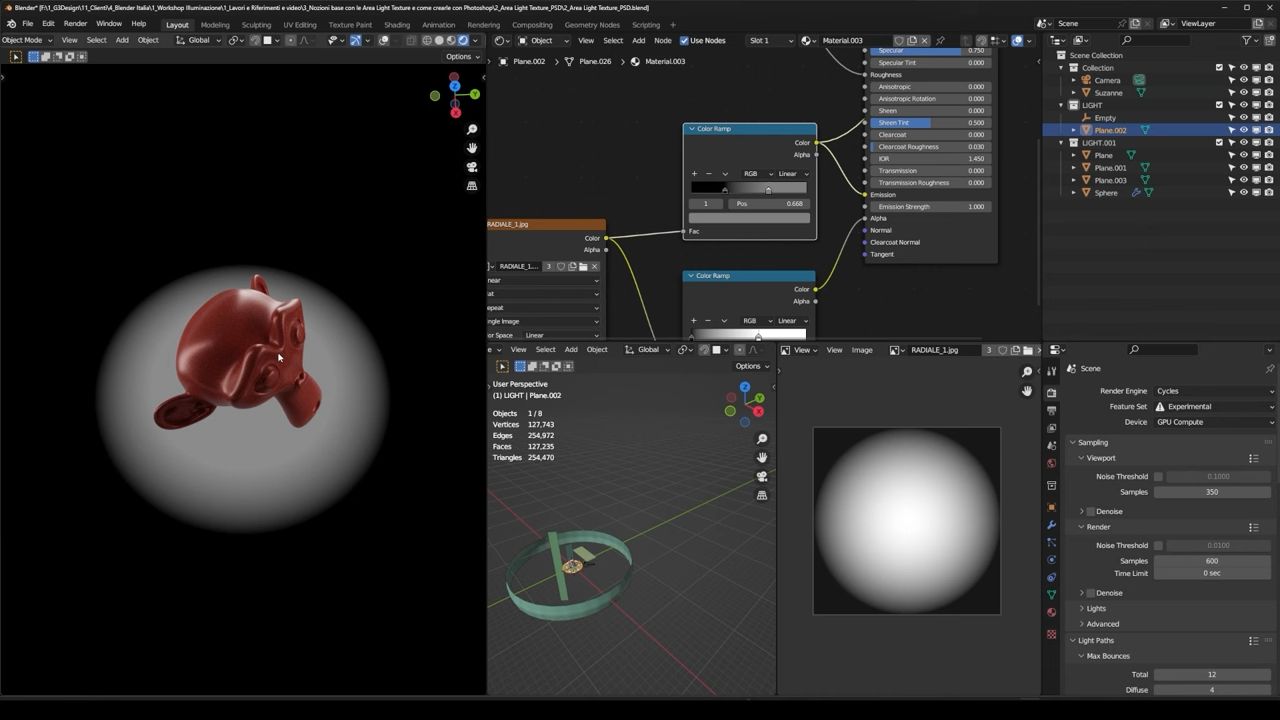 Blender* [F:\1_G3Design\11_Clienti\4_Blender Italia\1_Workshop Illuminazione\1_Lavori e Riferimenti e video\3_Nozioni base con le Area Light Texture e come crearle con Photoshop\2_Area Light Texture_PSD\2_Area Light Texture_PSD.blend]
File Edit Render Window Help Layout Modeling Sculpting UV Editing Texture Paint Shading Animation Rendering Compositing Geometry Nodes Scripting Scene ViewLayer
Object Mode View Select Add Object Global
Options
Object View Select Add Node Use Nodes Slot 1 Material.003
Plane.002 Plane.026 Material.003
Color Ramp
Color
Alpha
RGB Linear
1 Pos 0.668
Fac
RADIALE_1.jpg
Color
Alpha
RADIALE_1.... 3
near
at
epeat
ngle Image
or Space Linear
Color Ramp
Color
Alpha
RGB Linear
Specular 0.750
Specular Tint 0.000
Roughness
Anisotropic 0.000
Anisotropic Rotation 0.000
Sheen 0.000
Sheen Tint 0.500
Clearcoat 0.000
Clearcoat Roughness 0.030
IOR 1.450
Transmission 0.000
Transmission Roughness 0.000
Emission
Emission Strength 1.000
Alpha
Normal
Clearcoat Normal
Tangent
Scene Collection
Collection
Camera
Suzanne
LIGHT
Empty
Plane.002
LIGHT.001
Plane
Plane.001
Plane.003
Sphere
View Select Add Object Global
Options
User Perspective
(1) LIGHT | Plane.002
Objects 1 / 8
Vertices 127,743
Edges 254,972
Faces 127,235
Triangles 254,470
View View Image RADIALE_1.jpg 3
Scene
Render Engine Cycles
Feature Set Experimental
Device GPU Compute
Sampling
Viewport
Noise Threshold 0.1000
Samples 350
Denoise
Render
Noise Threshold 0.0100
Samples 600
Time Limit 0 sec
Denoise
Lights
Advanced
Light Paths
Max Bounces
Total 12
Diffuse 4